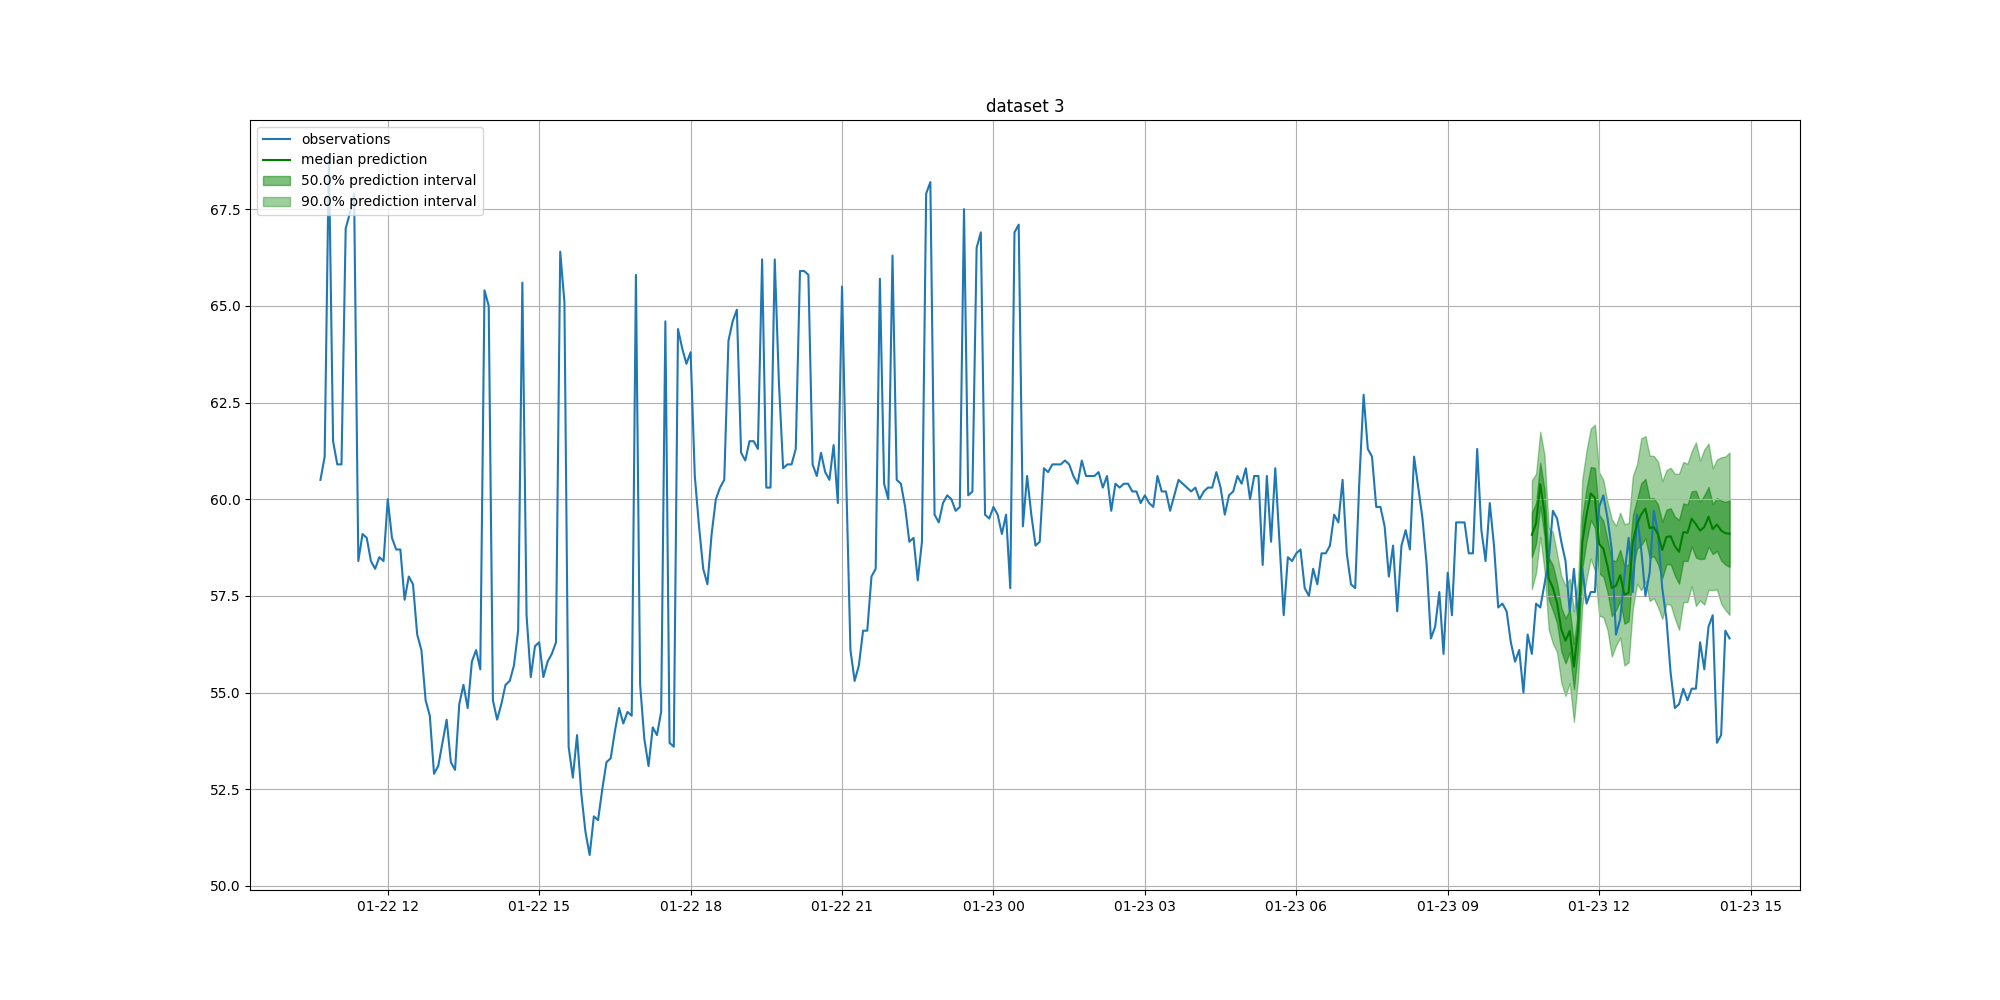 dataset 3
observations
median prediction
50.0% prediction interval
90.0% prediction interval
67.5
65.0
62.5
60.0
57.5
55.0
52.5
50.0
01-22 12 01-22 15 01-22 18 01-22 21 01-23 00 01-23 03 01-23 06 01-23 09 01-23 12 01-23 15